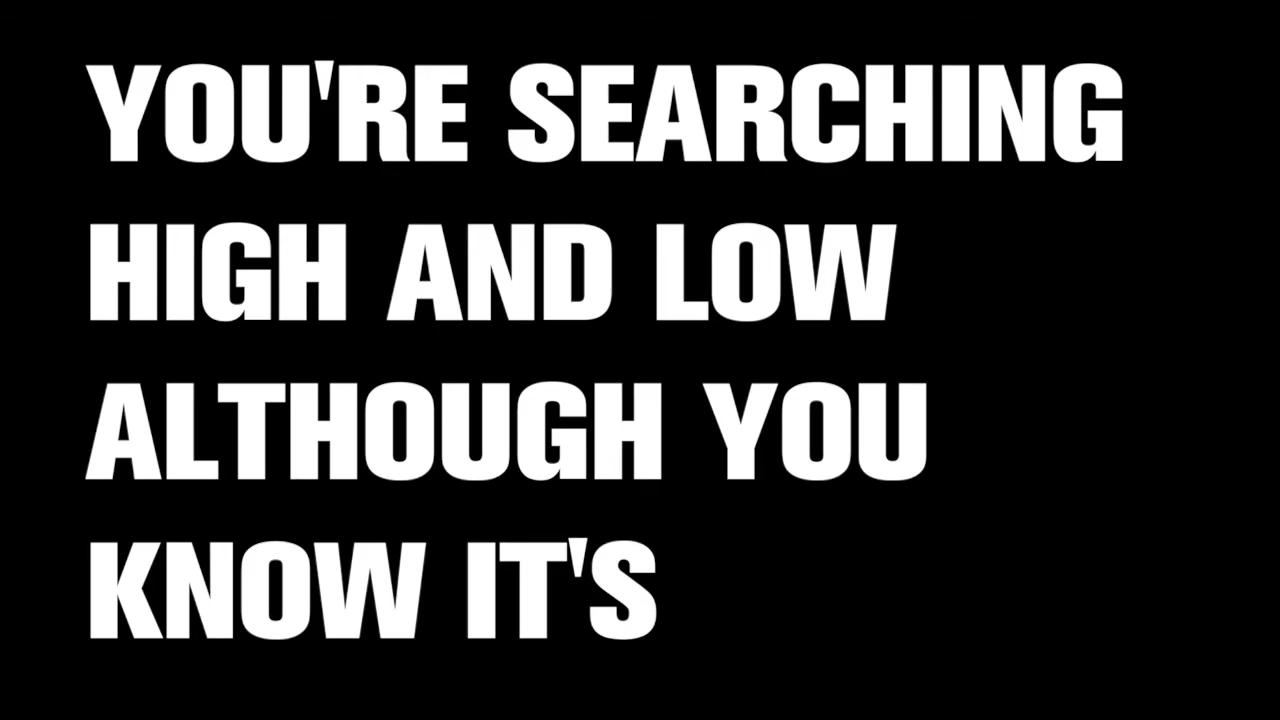 YOU'RE SEARCHING
HIGH AND LOW
ALTHOUGH YOU
KNOW IT'S